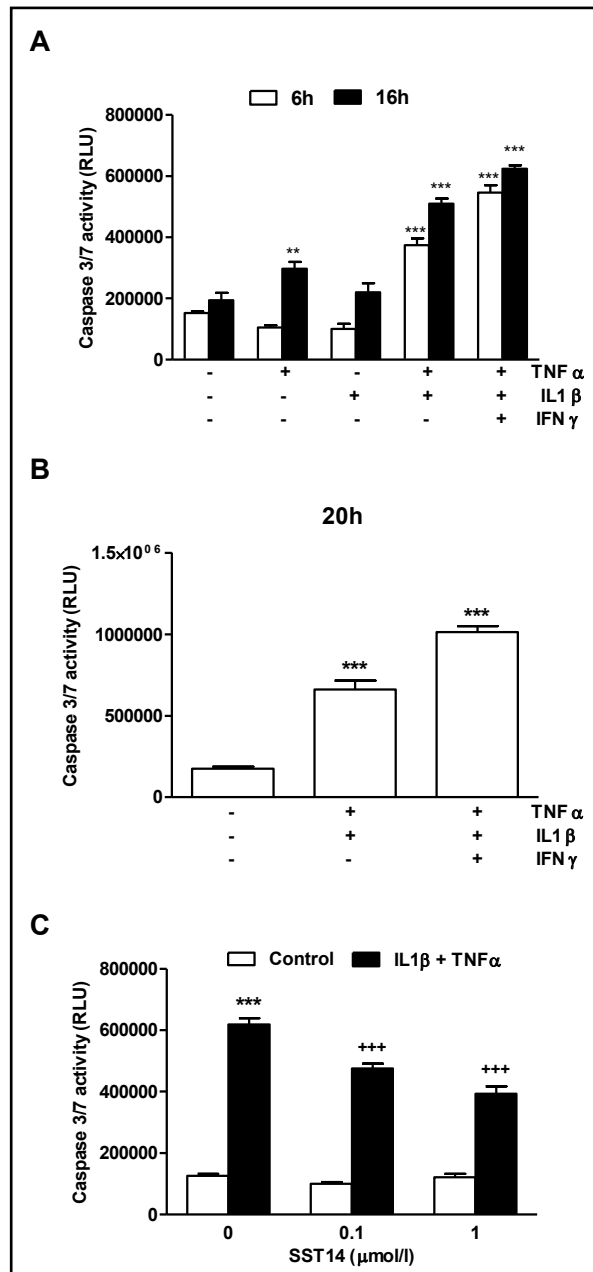 A
6h 16h
Caspase 3/7 activity (RLU)
800000
600000
400000
200000
0
** *** *** *** ***
- + - + + TNF α
- - + + + IL1 β
- - - - + IFN γ
B
20h
Caspase 3/7 activity (RLU)
1.5×10⁰⁶
1000000
500000
0
*** ***
- + + TNF α
- + + IL1 β
- - + IFN γ
C
Control IL1β + TNFα
Caspase 3/7 activity (RLU)
800000
600000
400000
200000
0
*** +++ +++
0 0.1 1
SST14 (μmol/l)